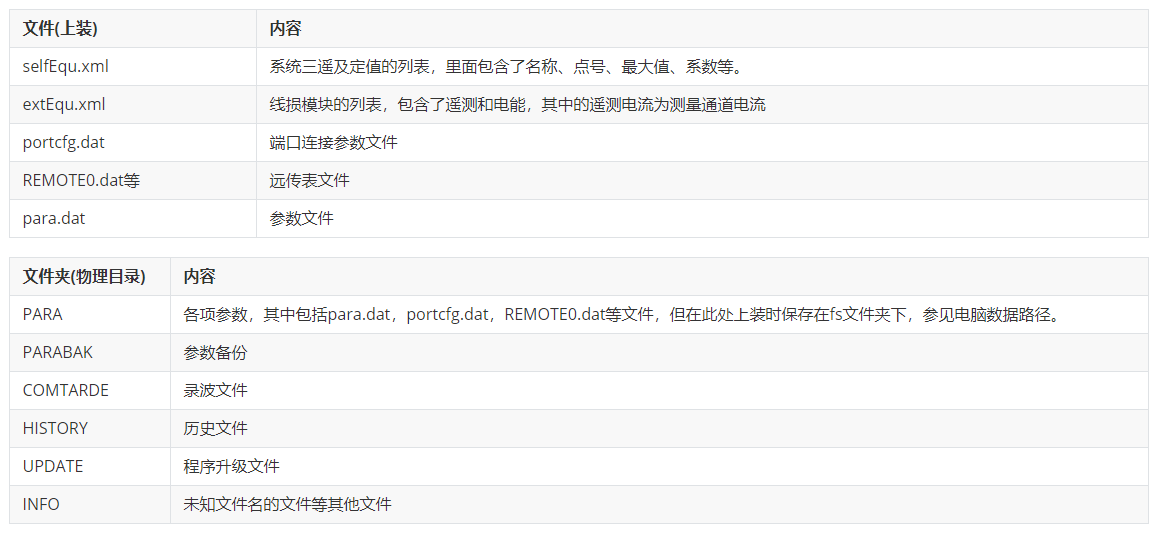 文件(上装) 内容
selfEqu.xml 系统三遥及定值的列表，里面包含了名称、点号、最大值、系数等。
extEqu.xml 线损模块的列表，包含了遥测和电能，其中的遥测电流为测量通道电流
portcfg.dat 端口连接参数文件
REMOTE0.dat等 远传表文件
para.dat 参数文件
文件夹(物理目录) 内容
PARA 各项参数，其中包括para.dat，portcfg.dat，REMOTE0.dat等文件，但在此处上装时保存在fs文件夹下，参见电脑数据路径。
PARABAK 参数备份
COMTARDE 录波文件
HISTORY 历史文件
UPDATE 程序升级文件
INFO 未知文件名的文件等其他文件